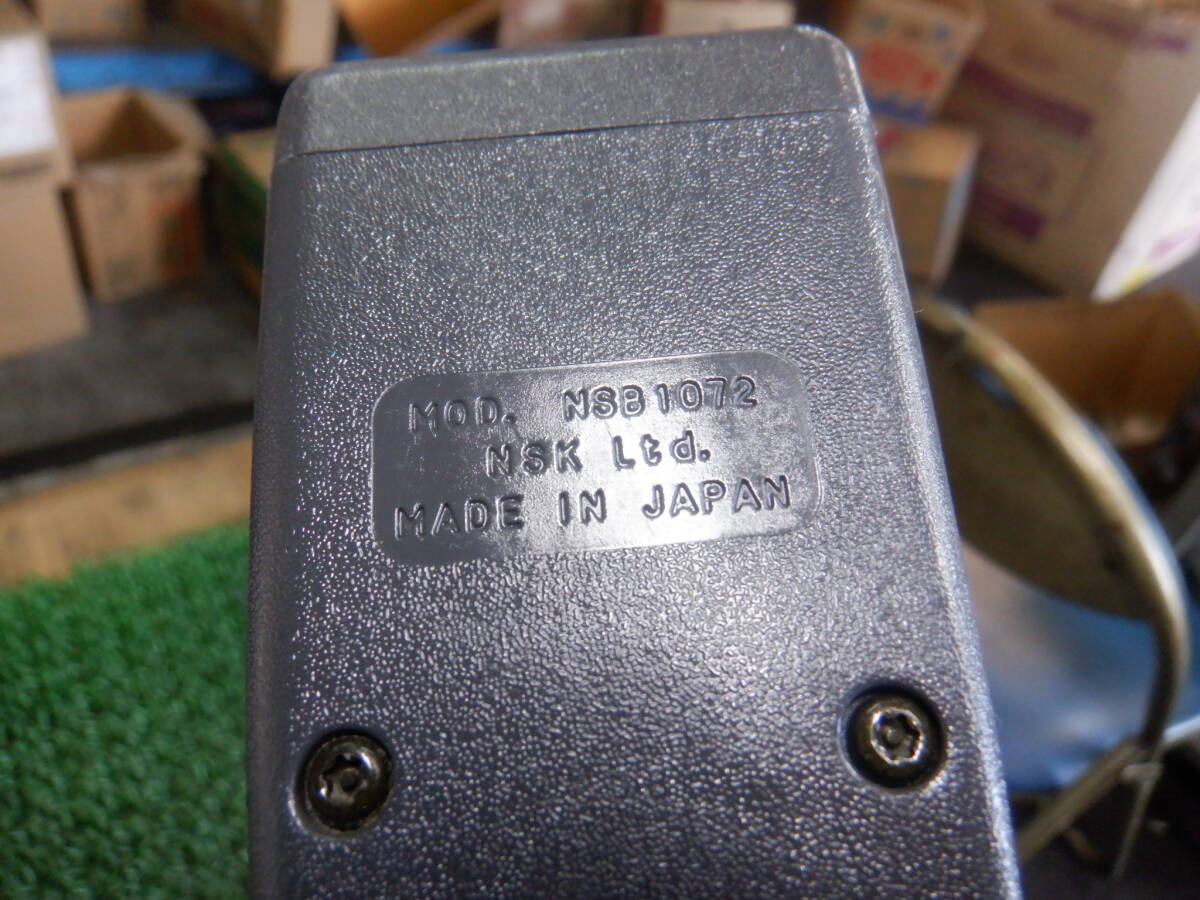 MOD. NSB1072
NSK Ltd.
MADE IN JAPAN